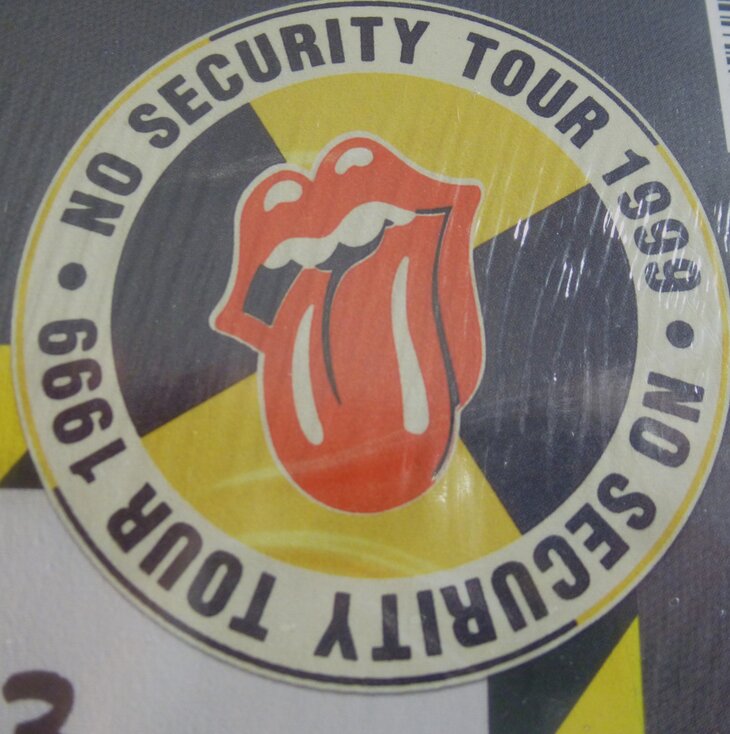 NO SECURITY TOUR 1999 • NO SECURITY TOUR 1999 •
3